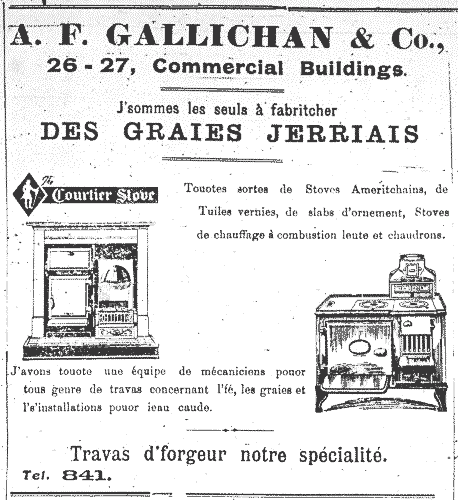 A. F. GALLICHAN & Co.,
26 - 27, Commercial Buildings.
J'sommes les seuls à fabritcher
DES GRAIES JERRIAIS
The Courtier Stove
Toutes sortes de Stoves Ameritchains, de
Tuiles vernies, de slabs d'ornement, Stoves
de chauffage à combustion lente et chaudrons.
J'avons touote une équipe de mécaniciens pouor
tous genre de travas concernant l'fé, les graies et
l's'installations pouor ieau caude.
Travas d'forgeur notre spécialité.
Tel. 841.